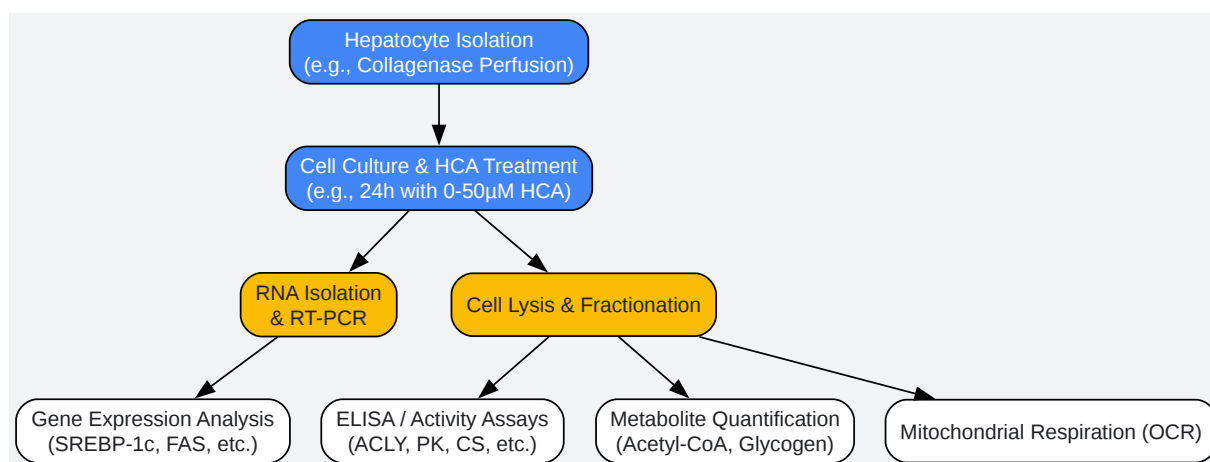 Hepatocyte Isolation
(e.g., Collagenase Perfusion)
Cell Culture & HCA Treatment
(e.g., 24h with 0-50µM HCA)
RNA Isolation
& RT-PCR
Cell Lysis & Fractionation
Gene Expression Analysis
(SREBP-1c, FAS, etc.)
ELISA / Activity Assays
(ACLY, PK, CS, etc.)
Metabolite Quantification
(Acetyl-CoA, Glycogen)
Mitochondrial Respiration (OCR)